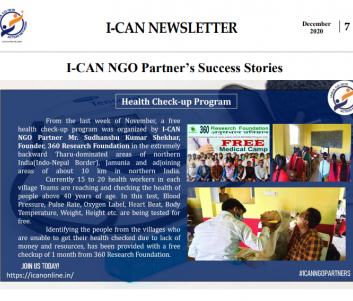 I-CAN NEWSLETTER
December
2020
7
I-CAN NGO Partner's Success Stories
Health Check-up Program
From the last week of November, a free
health check-up program was organized by I-CAN
NGO Partner Mr. Sudhanshu Kumar Shekhar,
Founder, 360 Research Foundation in the extremely
backward Tharu-dominated areas of northern
India(Indo-Nepal Border), Jamunia and adjoining
areas of about 10 km in northern India.
Currently 15 to 20 health workers in each
village Teams are reaching and checking the health of
people above 40 years of age. In this test, Blood
Pressure, Pulse Rate, Oxygen Label, Heart Beat, Body
Temperature, Weight, Height etc. are being tested for
free.
Identifying the people from the villages who
are unable to get their health checked due to lack of
money and resources, has been provided with a free
checkup of 1 month from 360 Research Foundation.
JOIN US TODAY!
https://icanonline.in/
360 Research Foundation
FREE
Medical Camp
#ICANNGOPARTNERS